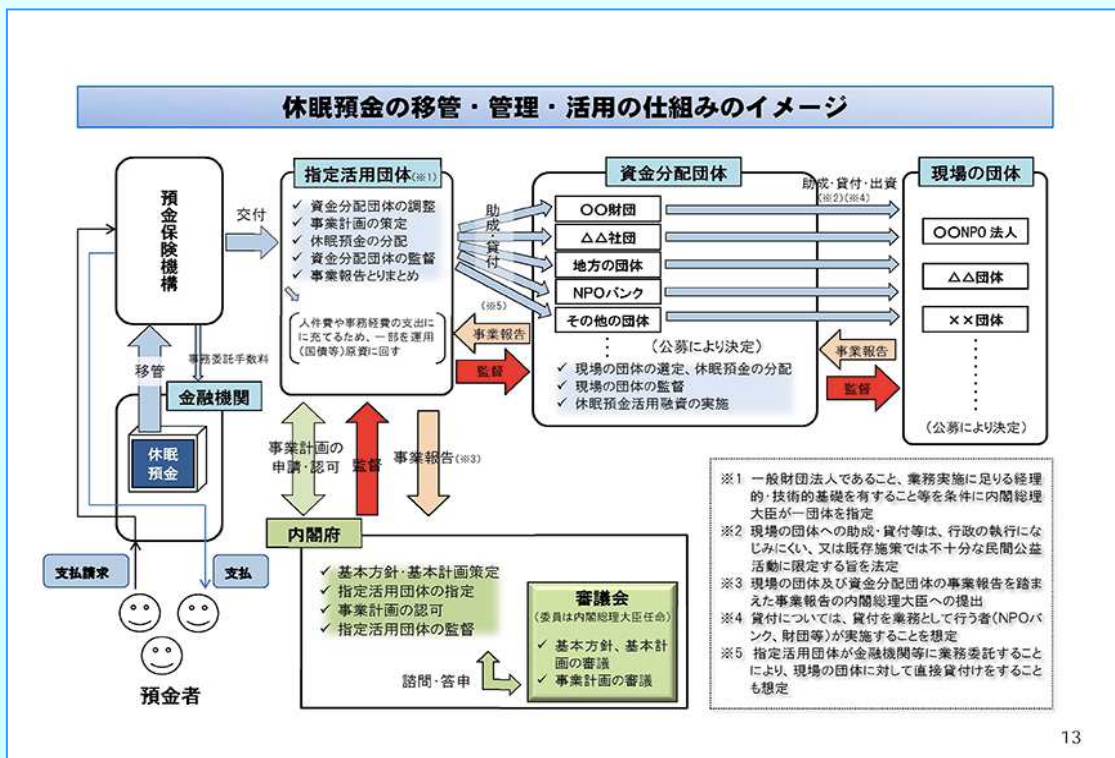 休眠預金の移管・管理・活用の仕組みのイメージ
預金保険機構
交付
移管
事務委託手数料
金融機関
休眠
預金
支払請求
支払
預金者
指定活用団体(※1)
✓ 資金分配団体の調整
✓ 事業計画の策定
✓ 休眠預金の分配
✓ 資金分配団体の監督
✓ 事業報告とりまとめ
人件費や事務経費の支出に
に充てるため、一部を運用
(国債等)原資に回す
助成・貸付
(※5)
事業報告
監督
資金分配団体
〇〇財団
△△社団
地方の団体
NPOバンク
その他の団体
(公募により決定)
✓ 現場の団体の選定、休眠預金の分配
✓ 現場の団体の監督
✓ 休眠預金活用融資の実施
助成・貸付・出資
(※2)(※4)
事業報告
監督
現場の団体
〇〇NPO法人
△△団体
××団体
(公募により決定)
事業計画の
申請・認可
監督
事業報告(※3)
内閣府
✓ 基本方針・基本計画策定
✓ 指定活用団体の指定
✓ 事業計画の認可
✓ 指定活用団体の監督
諮問・答申
審議会
(委員は内閣総理大臣任命)
✓ 基本方針、基本計
画の審議
✓ 事業計画の審議
※1 一般財団法人であること、業務実施に足りる経理
的・技術的基礎を有すること等を条件に内閣総理
大臣が一団体を指定
※2 現場の団体への助成・貸付等は、行政の執行にな
じみにくい、又は既存施策では不十分な民間公益
活動に限定する旨を法定
※3 現場の団体及び資金分配団体の事業報告を踏ま
えた事業報告の内閣総理大臣への提出
※4 貸付については、貸付を業務として行う者(NPOバ
ンク、財団等)が実施することを想定
※5 指定活用団体が金融機関等に業務委託すること
により、現場の団体に対して直接貸付けをすること
も想定
13